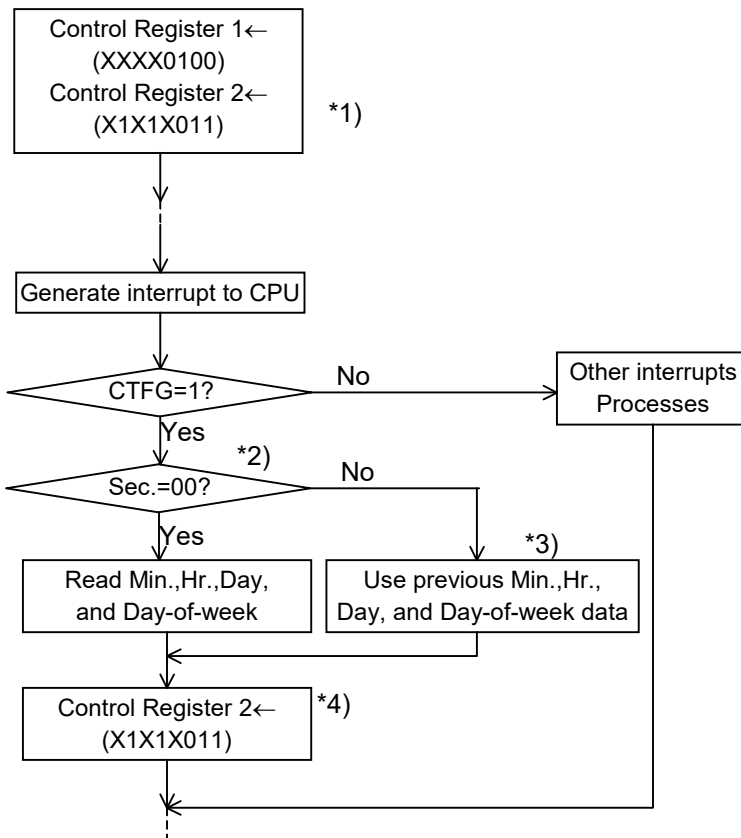 Control Register 1←
(XXXX0100)
Control Register 2←
(X1X1X011)
*1)
Generate interrupt to CPU
CTFG=1?
No
Other interrupts
Processes
Yes
*2)
Sec.=00?
No
Yes
*3)
Read Min.,Hr.,Day,
and Day-of-week
Use previous Min.,Hr.,
Day, and Day-of-week data
Control Register 2←
(X1X1X011)
*4)